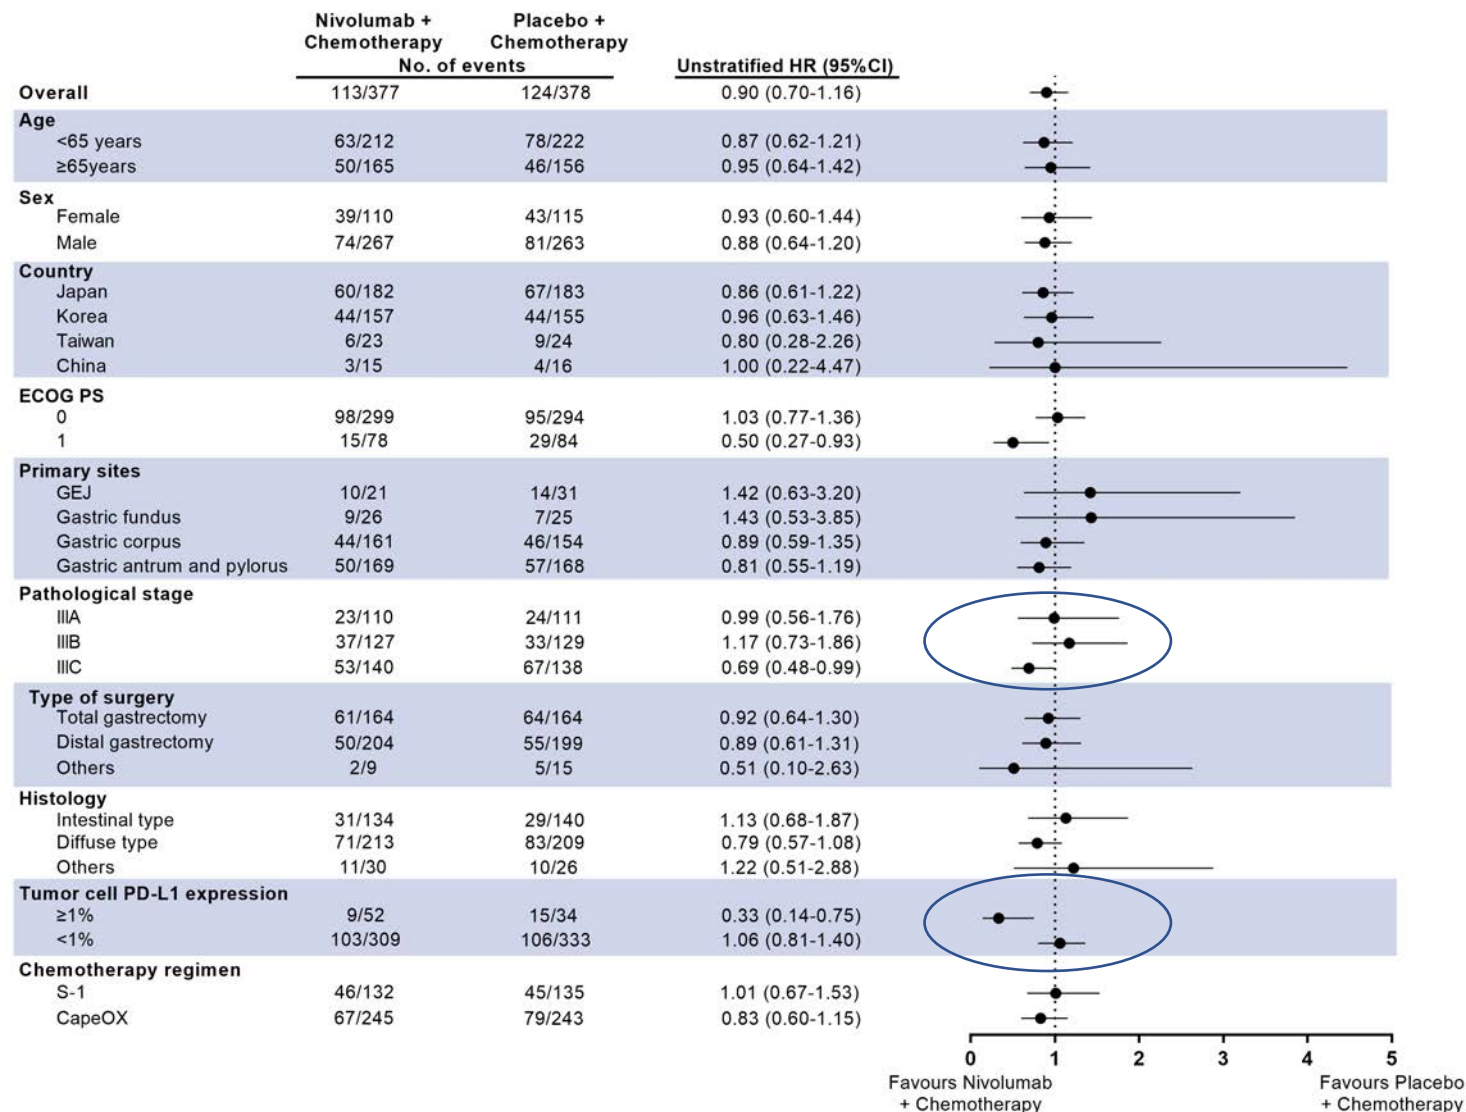 Nivolumab + Chemotherapy Placebo + Chemotherapy
No. of events Unstratified HR (95%CI)
Overall 113/377 124/378 0.90 (0.70-1.16)
Age
<65 years 63/212 78/222 0.87 (0.62-1.21)
≥65years 50/165 46/156 0.95 (0.64-1.42)
Sex
Female 39/110 43/115 0.93 (0.60-1.44)
Male 74/267 81/263 0.88 (0.64-1.20)
Country
Japan 60/182 67/183 0.86 (0.61-1.22)
Korea 44/157 44/155 0.96 (0.63-1.46)
Taiwan 6/23 9/24 0.80 (0.28-2.26)
China 3/15 4/16 1.00 (0.22-4.47)
ECOG PS
0 98/299 95/294 1.03 (0.77-1.36)
1 15/78 29/84 0.50 (0.27-0.93)
Primary sites
GEJ 10/21 14/31 1.42 (0.63-3.20)
Gastric fundus 9/26 7/25 1.43 (0.53-3.85)
Gastric corpus 44/161 46/154 0.89 (0.59-1.35)
Gastric antrum and pylorus 50/169 57/168 0.81 (0.55-1.19)
Pathological stage
IIIA 23/110 24/111 0.99 (0.56-1.76)
IIIB 37/127 33/129 1.17 (0.73-1.86)
IIIC 53/140 67/138 0.69 (0.48-0.99)
Type of surgery
Total gastrectomy 61/164 64/164 0.92 (0.64-1.30)
Distal gastrectomy 50/204 55/199 0.89 (0.61-1.31)
Others 2/9 5/15 0.51 (0.10-2.63)
Histology
Intestinal type 31/134 29/140 1.13 (0.68-1.87)
Diffuse type 71/213 83/209 0.79 (0.57-1.08)
Others 11/30 10/26 1.22 (0.51-2.88)
Tumor cell PD-L1 expression
≥1% 9/52 15/34 0.33 (0.14-0.75)
<1% 103/309 106/333 1.06 (0.81-1.40)
Chemotherapy regimen
S-1 46/132 45/135 1.01 (0.67-1.53)
CapeOX 67/245 79/243 0.83 (0.60-1.15)
0 1 2 3 4 5
Favours Nivolumab Favours Placebo
+ Chemotherapy + Chemotherapy